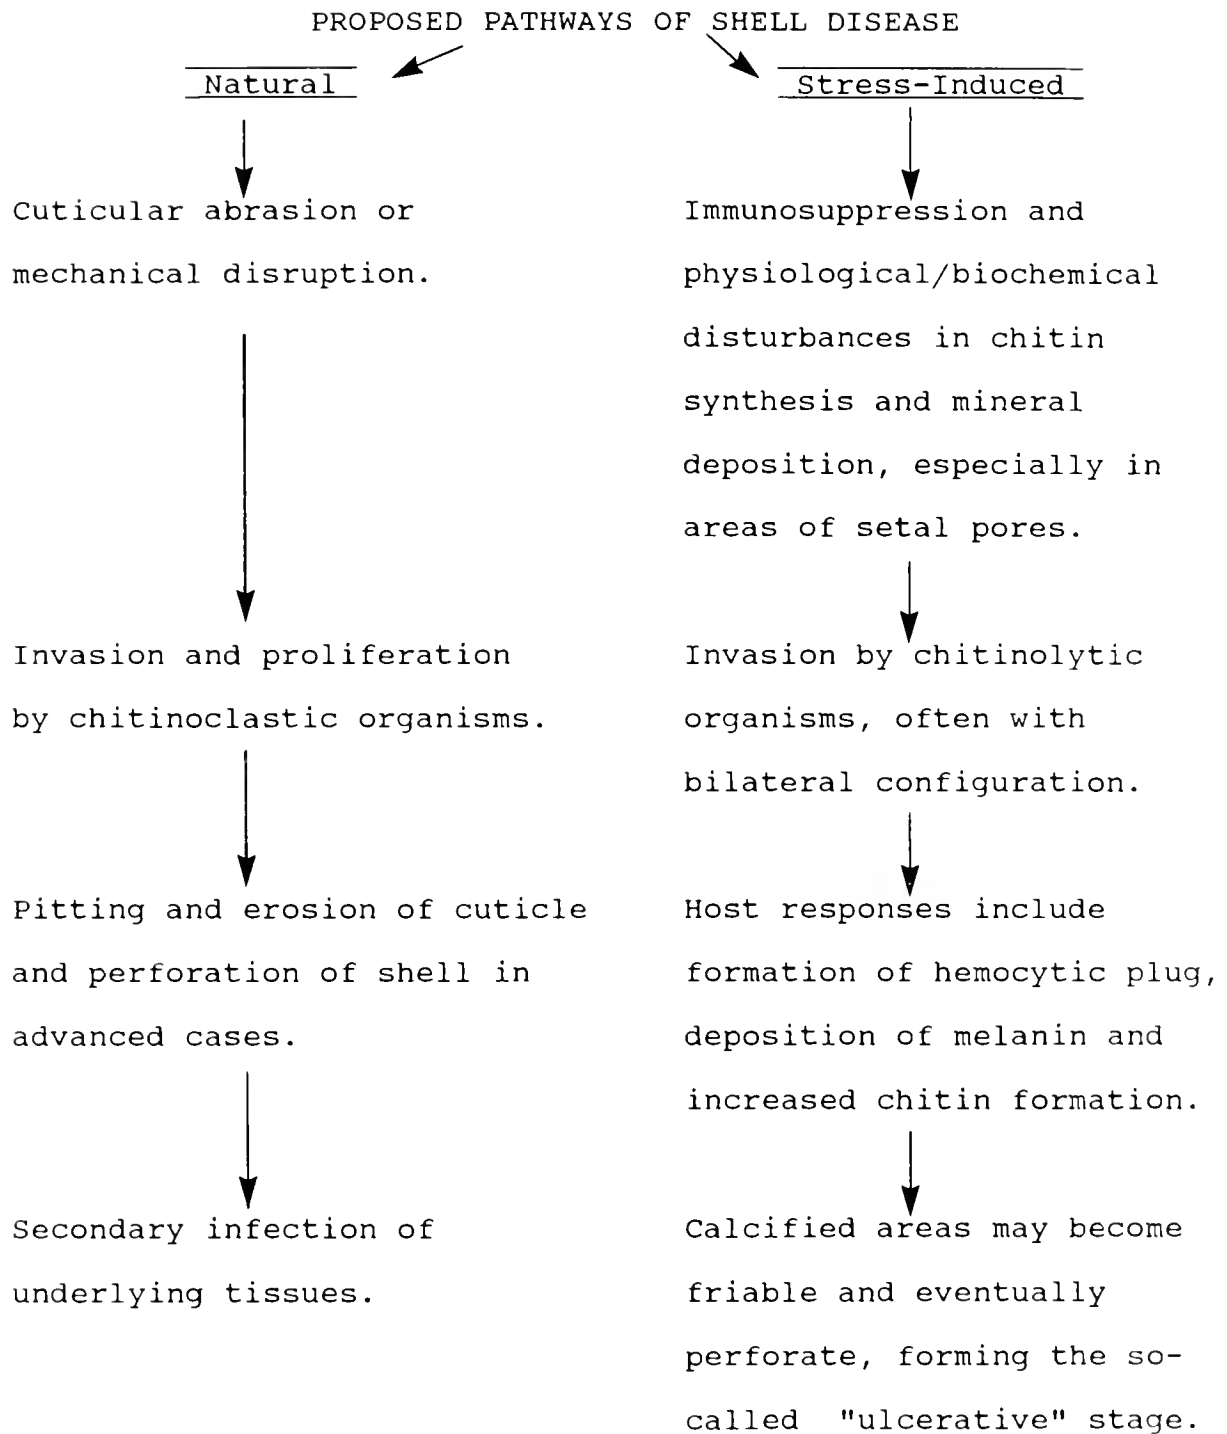 PROPOSED PATHWAYS OF SHELL DISEASE
Natural
Cuticular abrasion or
mechanical disruption.
Invasion and proliferation
by chitinoclastic organisms.
Pitting and erosion of cuticle
and perforation of shell in
advanced cases.
Secondary infection of
underlying tissues.
Stress-Induced
Immunosuppression and
physiological/biochemical
disturbances in chitin
synthesis and mineral
deposition, especially in
areas of setal pores.
Invasion by chitinolytic
organisms, often with
bilateral configuration.
Host responses include
formation of hemocytic plug,
deposition of melanin and
increased chitin formation.
Calcified areas may become
friable and eventually
perforate, forming the so-
called "ulcerative" stage.